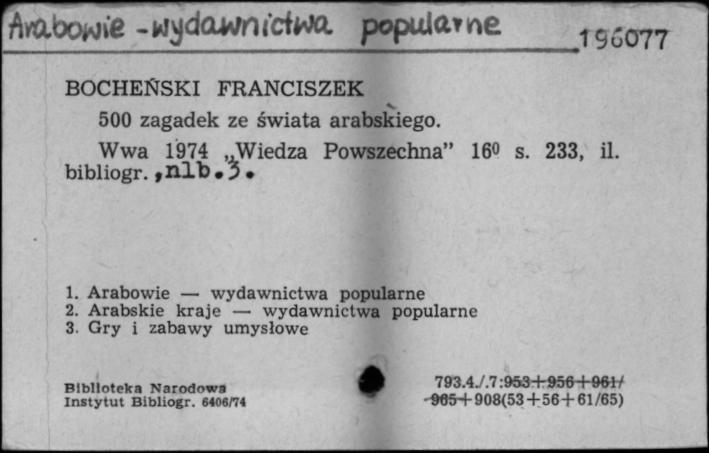 Arabowie - wydawnictwa popularne
196077
BOCHEŃSKI FRANCISZEK
500 zagadek ze świata arabskiego.
Wwa 1974 „Wiedza Powszechna” 16⁰ s. 233, il.
bibliogr. ,nlb.3.
1. Arabowie — wydawnictwa popularne
2. Arabskie kraje — wydawnictwa popularne
3. Gry i zabawy umysłowe
Biblioteka Narodowa
Instytut Bibliogr. 6406/74
793.4./.7:953+956+961/
965+908(53+56+61/65)